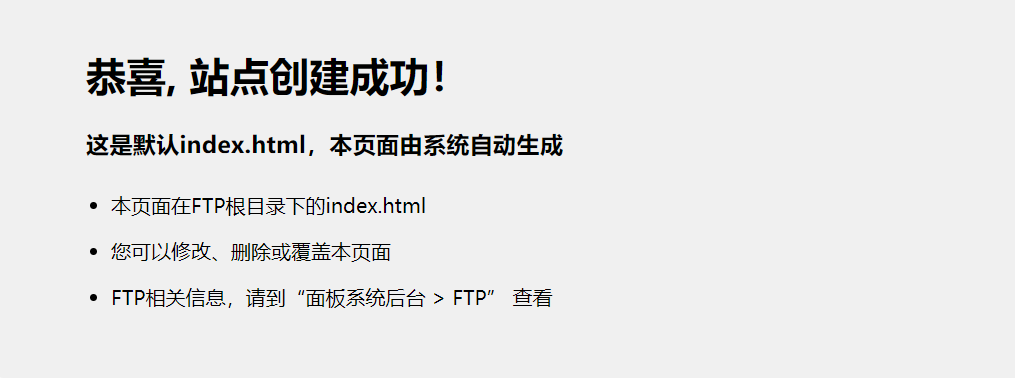 恭喜, 站点创建成功！
这是默认index.html，本页面由系统自动生成
本页面在FTP根目录下的index.html
您可以修改、删除或覆盖本页面
FTP相关信息，请到“面板系统后台 > FTP” 查看